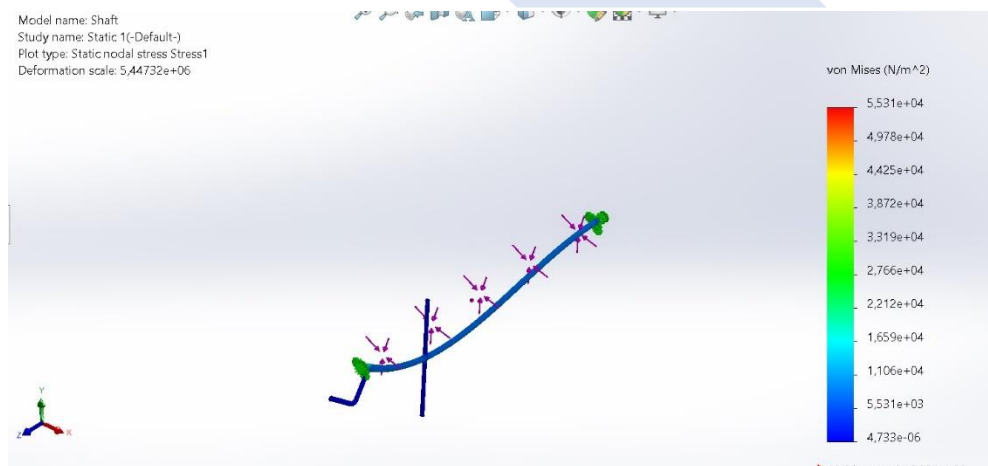 Model name: Shaft
Study name: Static 1(-Default-)
Plot type: Static nodal stress Stress1
Deformation scale: 5,44732e+06
von Mises (N/m^2)
5,531e+04
4,978e+04
4,425e+04
3,872e+04
3,319e+04
2,766e+04
2,212e+04
1,659e+04
1,106e+04
5,531e+03
4,733e-06
Y
Z
X